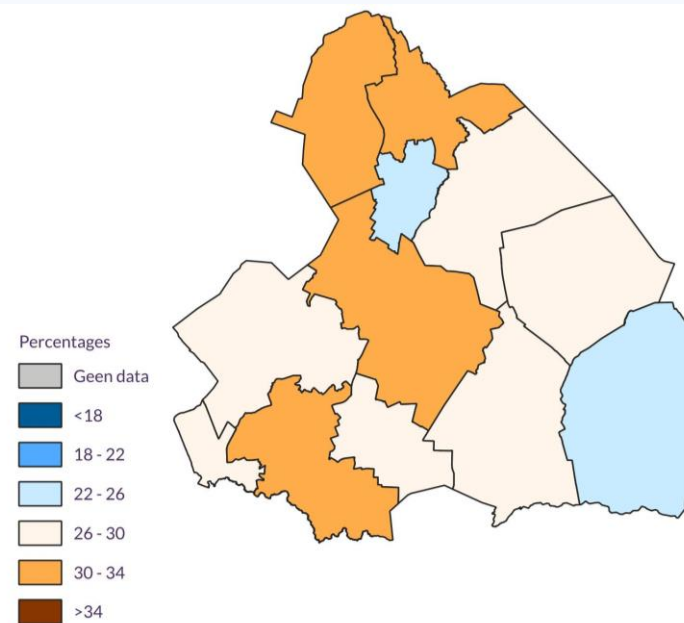 Percentages
Geen data
<18
18 - 22
22 - 26
26 - 30
30 - 34
>34